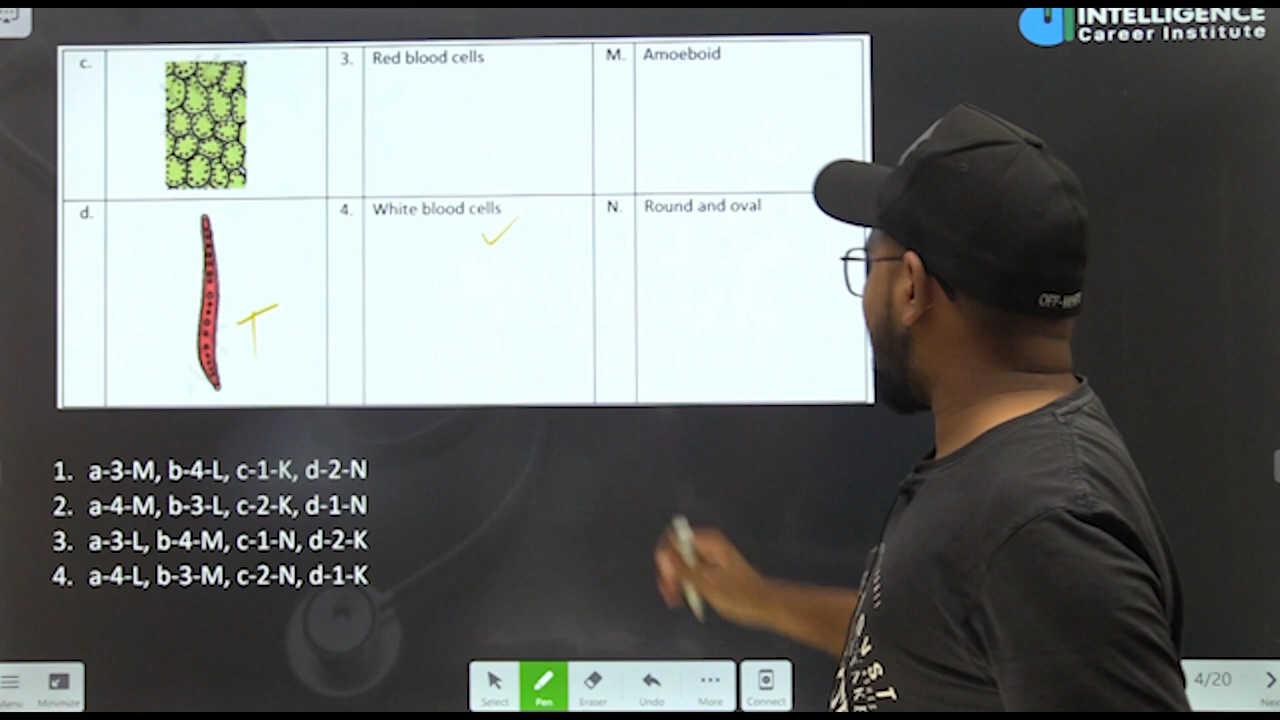 INTELLIGENCE
Career Institute
c. 3. Red blood cells M. Amoeboid
d. 4. White blood cells N. Round and oval
T
OFF-WHITE
1. a-3-M, b-4-L, c-1-K, d-2-N
2. a-4-M, b-3-L, c-2-K, d-1-N
3. a-3-L, b-4-M, c-1-N, d-2-K
4. a-4-L, b-3-M, c-2-N, d-1-K
Minimize Select Pen Eraser Undo More Connect 4/20